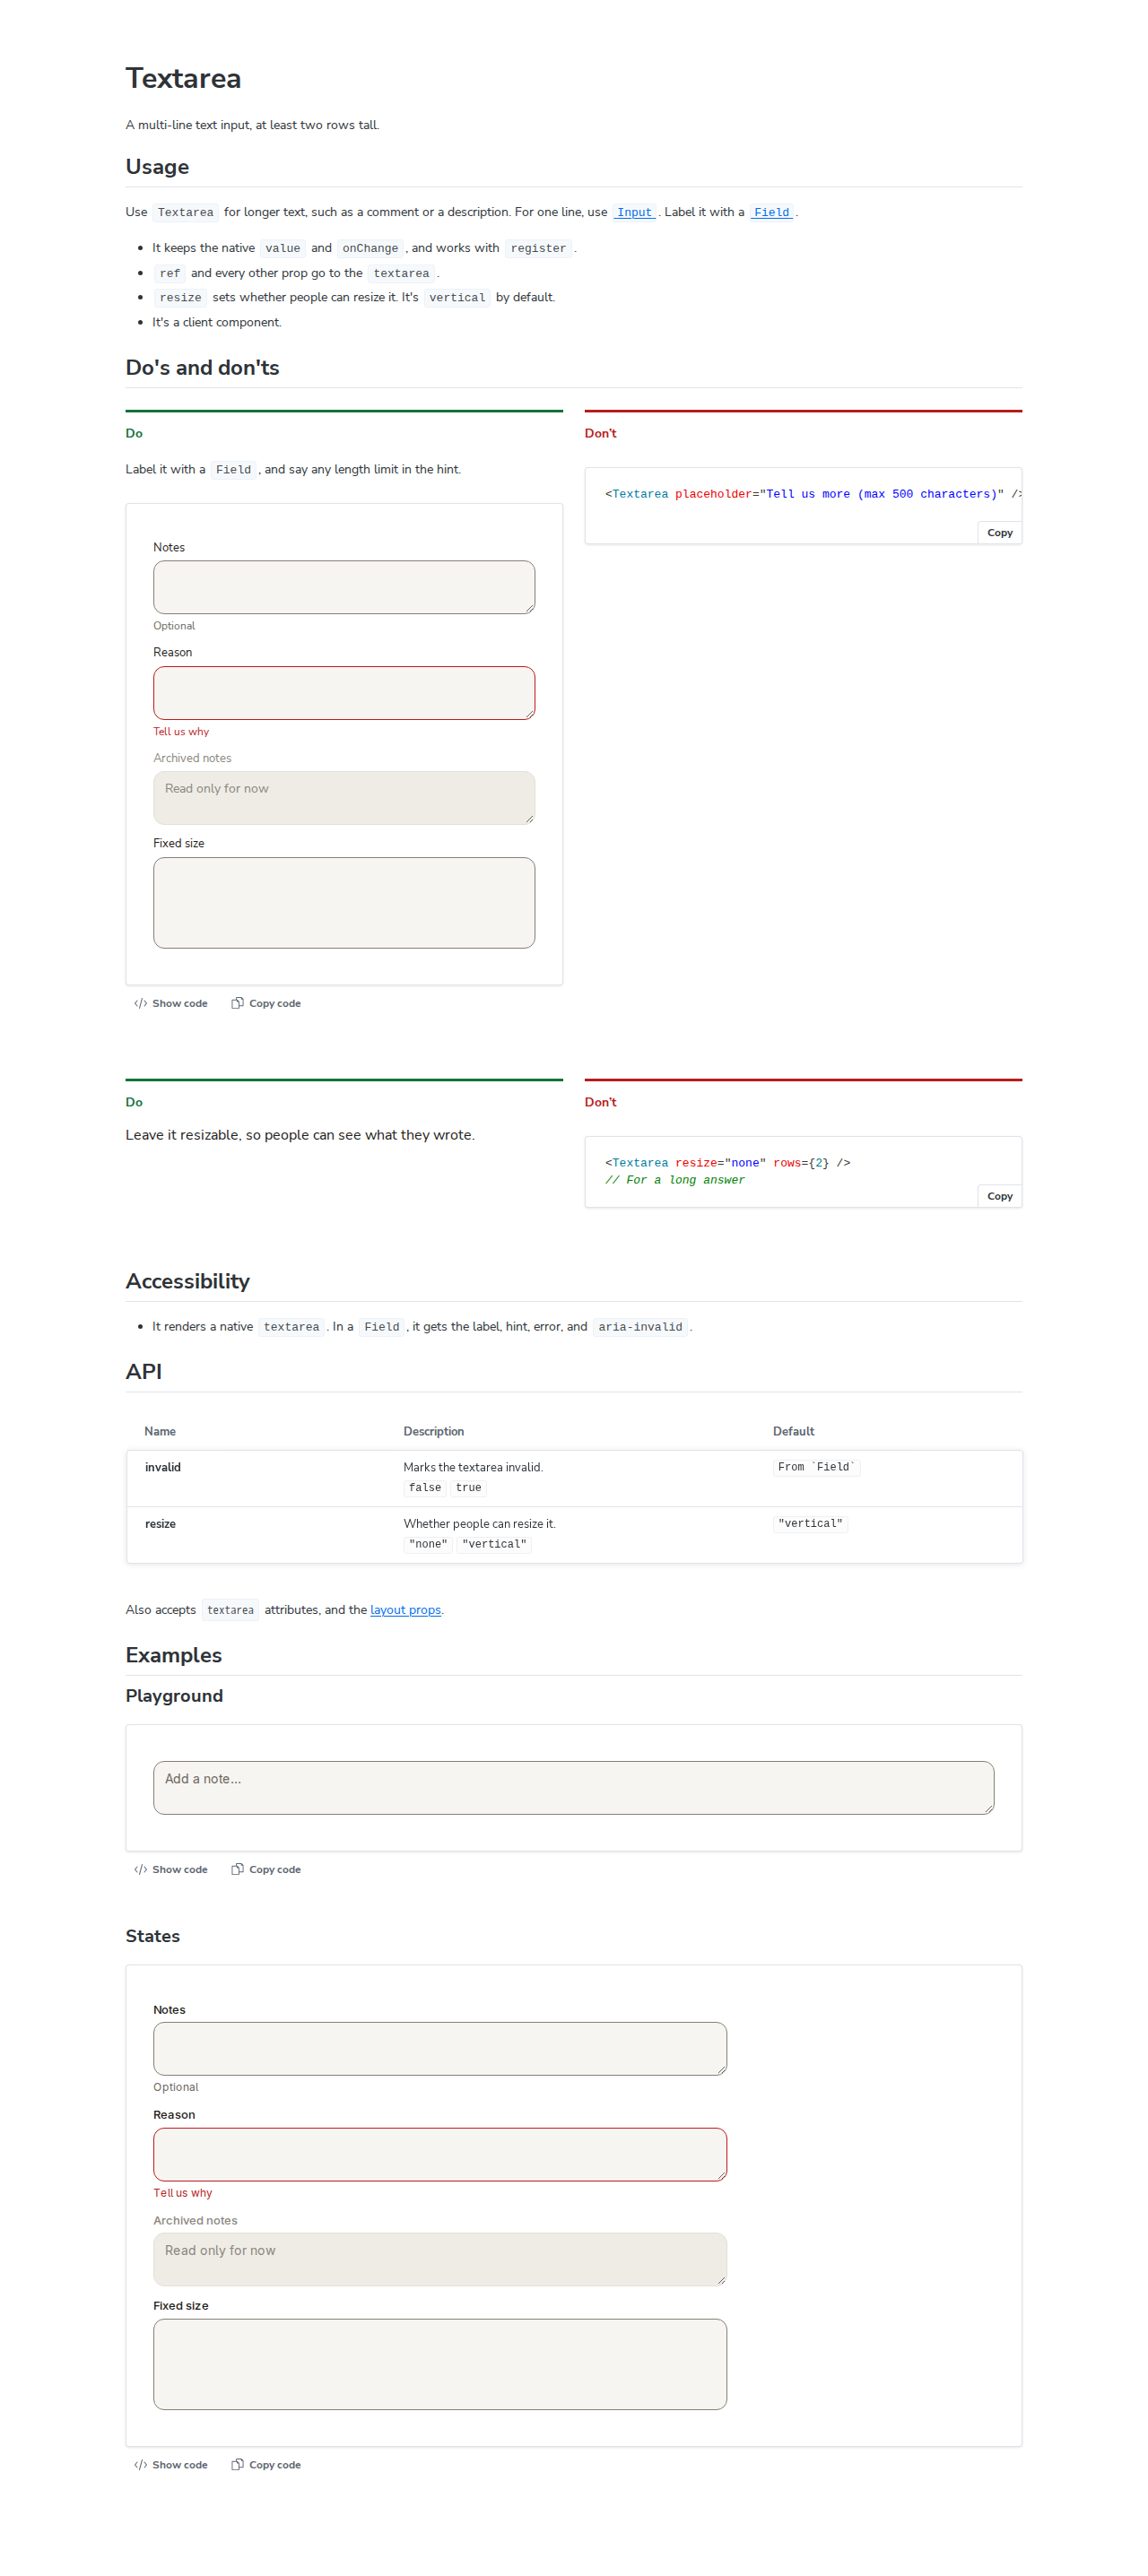 Textarea
A multi-line text input, at least two rows tall.
Usage
Use Textarea for longer text, such as a comment or a description. For one line, use Input. Label it with a Field.
It keeps the native value and onChange, and works with register.
ref and every other prop go to the textarea.
resize sets whether people can resize it. It's vertical by default.
It's a client component.
Do's and don'ts
Do
Label it with a Field, and say any length limit in the hint.
Notes
Optional
Reason
Tell us why
Archived notes
Read only for now
Fixed size
Show code Copy code
Don't
<Textarea placeholder="Tell us more (max 500 characters)" />
Copy
Do
Leave it resizable, so people can see what they wrote.
Don't
<Textarea resize="none" rows={2} />
// For a long answer
Copy
Accessibility
It renders a native textarea. In a Field, it gets the label, hint, error, and aria-invalid.
API
Name Description Default
invalid Marks the textarea invalid. From `Field`
false true
resize Whether people can resize it. "vertical"
"none" "vertical"
Also accepts textarea attributes, and the layout props.
Examples
Playground
Add a note...
Show code Copy code
States
Notes
Optional
Reason
Tell us why
Archived notes
Read only for now
Fixed size
Show code Copy code